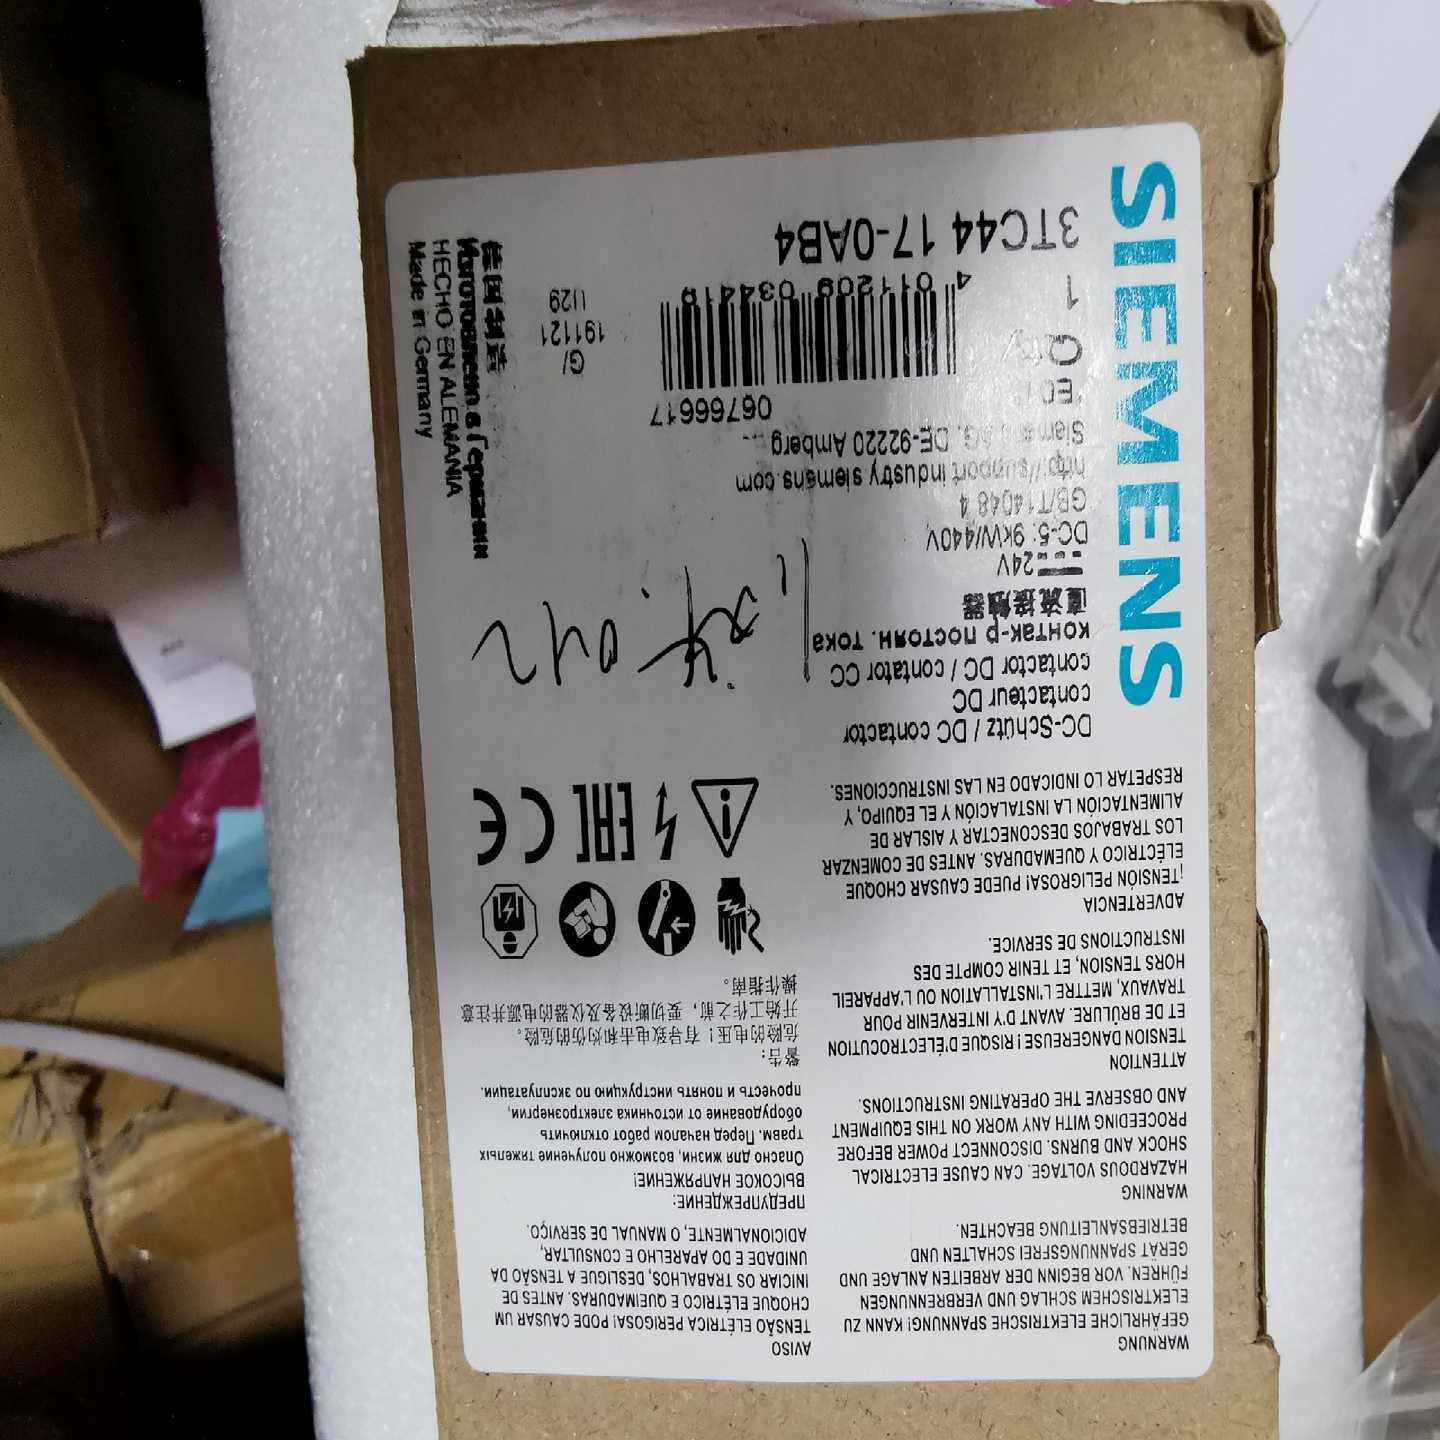 SIEMENS
3TC44 17-0AB4
4 011209 034419
1 Qty
G/
191121
U29
06766617
Siemens AG, DE-92220 Amberg
http://support.industry.siemens.com
GB/T14048.4
DC-5: 9kW/440V,
24V
直流接触器
контак-р постоян. тока
contactor DC / contator CC
contacteur DC
DC-Schütz / DC contactor
德国制造
Изготовлено в Германии
HECHO EN ALEMANIA
Made in Germany
CE
EAC
WARNUNG
GEFÄHRLICHE ELEKTRISCHE SPANNUNG! KANN ZU
ELEKTRISCHEM SCHLAG UND VERBRENNUNGEN
FÜHREN. VOR BEGINN DER ARBEITEN ANLAGE UND
GERÄT SPANNUNGSFREI SCHALTEN UND
BETRIEBSANLEITUNG BEACHTEN.
WARNING
HAZARDOUS VOLTAGE. CAN CAUSE ELECTRICAL
SHOCK AND BURNS. DISCONNECT POWER BEFORE
PROCEEDING WITH ANY WORK ON THIS EQUIPMENT
AND OBSERVE THE OPERATING INSTRUCTIONS.
ATTENTION
TENSION DANGEREUSE! RISQUE D'ÉLECTROCUTION
ET DE BRÛLURE. AVANT D'Y INTERVENIR POUR
TRAVAUX, METTRE L'INSTALLATION OU L'APPAREIL
HORS TENSION, ET TENIR COMPTE DES
INSTRUCTIONS DE SERVICE.
ADVERTENCIA
¡TENSIÓN PELIGROSA! PUEDE CAUSAR CHOQUE
ELÉCTRICO Y QUEMADURAS. ANTES DE COMENZAR
LOS TRABAJOS DESCONECTAR Y AISLAR DE
ALIMENTACIÓN LA INSTALACIÓN Y EL EQUIPO, Y
RESPETAR LO INDICADO EN LAS INSTRUCCIONES.
AVISO
TENSÃO ELÉTRICA PERIGOSA! PODE CAUSAR UM
CHOQUE ELÉTRICO E QUEIMADURAS. ANTES DE
INICIAR OS TRABALHOS, DESLIGUE A TENSÃO DA
UNIDADE E DO APARELHO E CONSULTAR,
ADICIONALMENTE, O MANUAL DE SERVIÇO.
ПРЕДУПРЕЖДЕНИЕ:
ВЫСОКОЕ НАПРЯЖЕНИЕ!
Опасно для жизни, возможно получение тяжелых
травм. Перед началом работ отключить
оборудование от источника электроэнергии,
прочесть и понять инструкцию по эксплуатации.
警告:
危险的电压！有导致电击和灼伤的危险。
开始工作之前，要切断设备及仪器的电源并注意
操作指南。